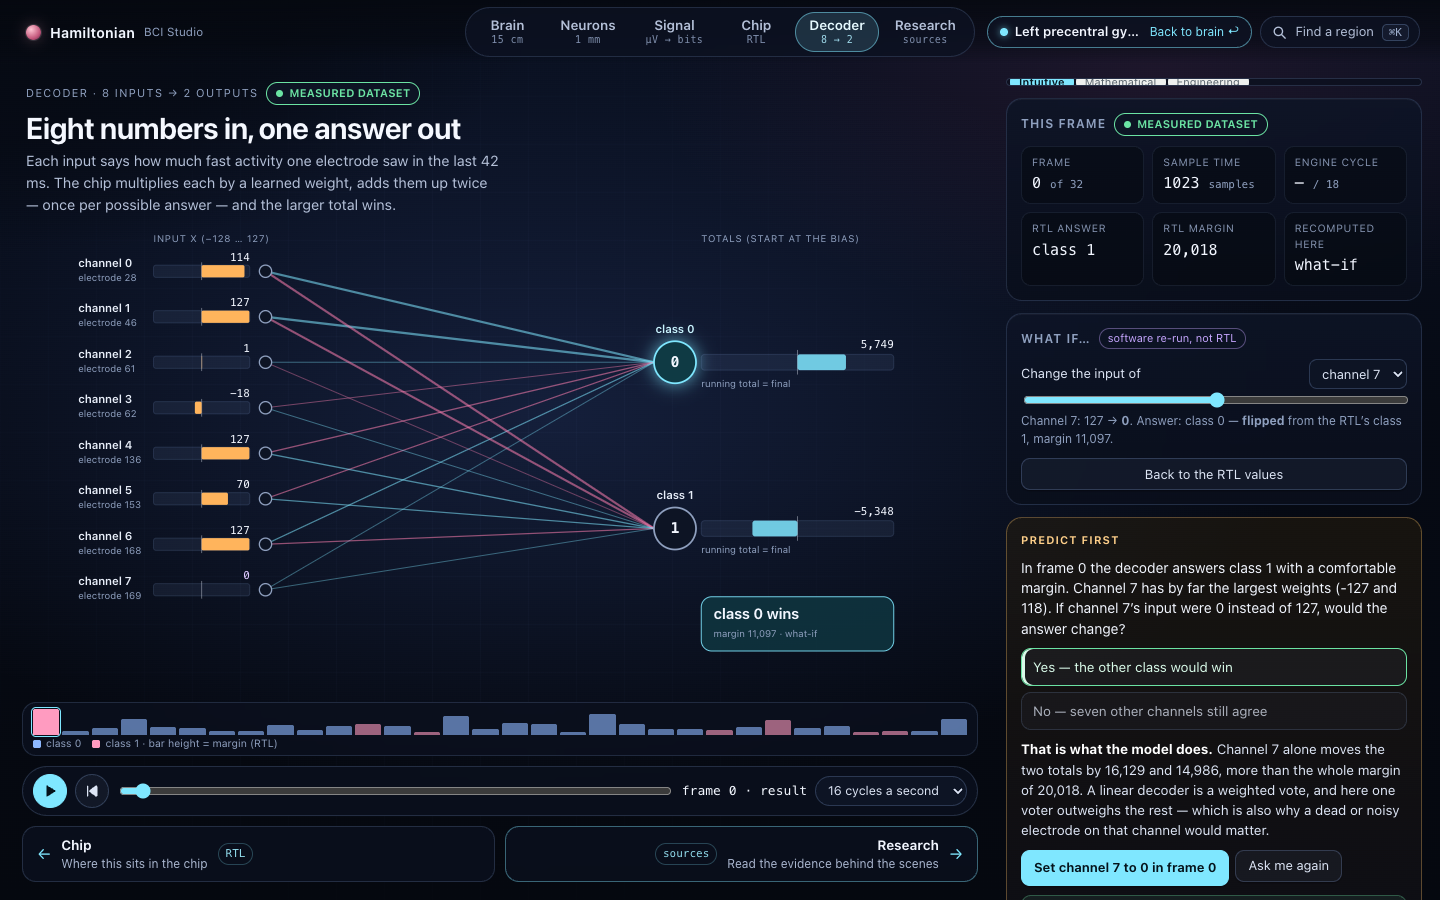 Hamiltonian BCI Studio
Brain
15 cm
Neurons
1 mm
Signal
µV → bits
Chip
RTL
Decoder
8 → 2
Research
sources
Left precentral gy... Back to brain ↩
Find a region ⌘K
DECODER · 8 INPUTS → 2 OUTPUTS MEASURED DATASET
Eight numbers in, one answer out
Each input says how much fast activity one electrode saw in the last 42
ms. The chip multiplies each by a learned weight, adds them up twice
— once per possible answer — and the larger total wins.
INPUT X (−128 … 127)
TOTALS (START AT THE BIAS)
channel 0
electrode 28
114
channel 1
electrode 46
127
channel 2
electrode 61
1
channel 3
electrode 62
−18
channel 4
electrode 136
127
channel 5
electrode 153
70
channel 6
electrode 168
127
channel 7
electrode 169
0
class 0
0
5,749
running total = final
class 1
1
−5,348
running total = final
class 0 wins
margin 11,097 · what-if
class 0 class 1 · bar height = margin (RTL)
frame 0 · result
16 cycles a second
← Chip
Where this sits in the chip
RTL
sources
Research →
Read the evidence behind the scenes
Intuitive Mathematical Engineering
THIS FRAME MEASURED DATASET
FRAME
0 of 32
SAMPLE TIME
1023 samples
ENGINE CYCLE
— / 18
RTL ANSWER
class 1
RTL MARGIN
20,018
RECOMPUTED
HERE
what-if
WHAT IF… software re-run, not RTL
Change the input of
channel 7
Channel 7: 127 → 0. Answer: class 0 — flipped from the RTL's class
1, margin 11,097.
Back to the RTL values
PREDICT FIRST
In frame 0 the decoder answers class 1 with a comfortable
margin. Channel 7 has by far the largest weights (-127 and
118). If channel 7's input were 0 instead of 127, would the
answer change?
Yes — the other class would win
No — seven other channels still agree
That is what the model does. Channel 7 alone moves the
two totals by 16,129 and 14,986, more than the whole margin
of 20,018. A linear decoder is a weighted vote, and here one
voter outweighs the rest — which is also why a dead or noisy
electrode on that channel would matter.
Set channel 7 to 0 in frame 0
Ask me again